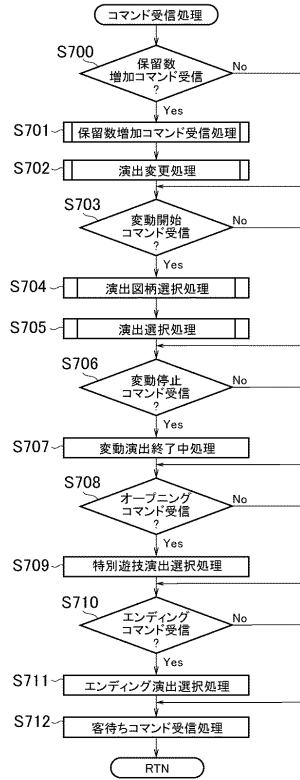 コマンド受信処理
S700
保留数
増加コマンド受信
?
No
Yes
S701
保留数増加コマンド受信処理
S702
演出変更処理
S703
変動開始
コマンド受信
?
No
Yes
S704
演出図柄選択処理
S705
演出選択処理
S706
変動停止
コマンド受信
?
No
Yes
S707
変動演出終了中処理
S708
オープニング
コマンド受信
?
No
Yes
S709
特別遊技演出選択処理
S710
エンディング
コマンド受信
?
No
Yes
S711
エンディング演出選択処理
S712
客待ちコマンド受信処理
RTN